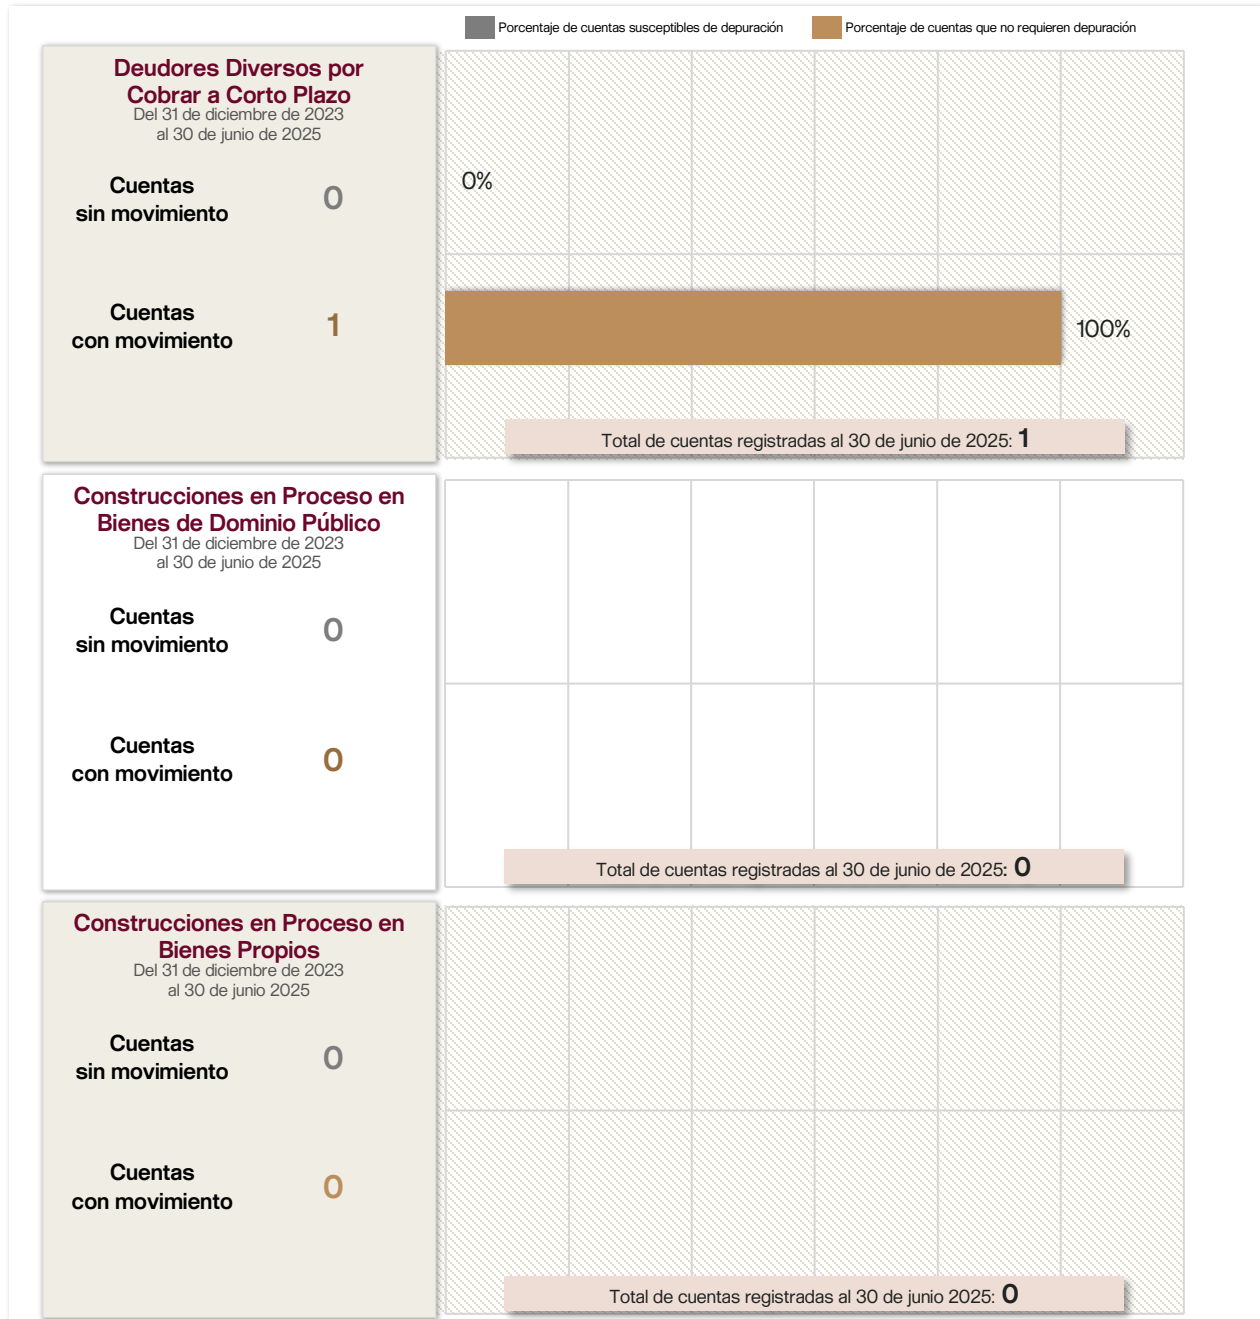 Porcentaje de cuentas susceptibles de depuración
Porcentaje de cuentas que no requieren depuración
Deudores Diversos por
Cobrar a Corto Plazo
Del 31 de diciembre de 2023
al 30 de junio de 2025
Cuentas
sin movimiento
0
0%
Cuentas
con movimiento
1
100%
Total de cuentas registradas al 30 de junio de 2025: 1
Construcciones en Proceso en
Bienes de Dominio Público
Del 31 de diciembre de 2023
al 30 de junio de 2025
Cuentas
sin movimiento
0
Cuentas
con movimiento
0
Total de cuentas registradas al 30 de junio de 2025: 0
Construcciones en Proceso en
Bienes Propios
Del 31 de diciembre de 2023
al 30 de junio 2025
Cuentas
sin movimiento
0
Cuentas
con movimiento
0
Total de cuentas registradas al 30 de junio 2025: 0